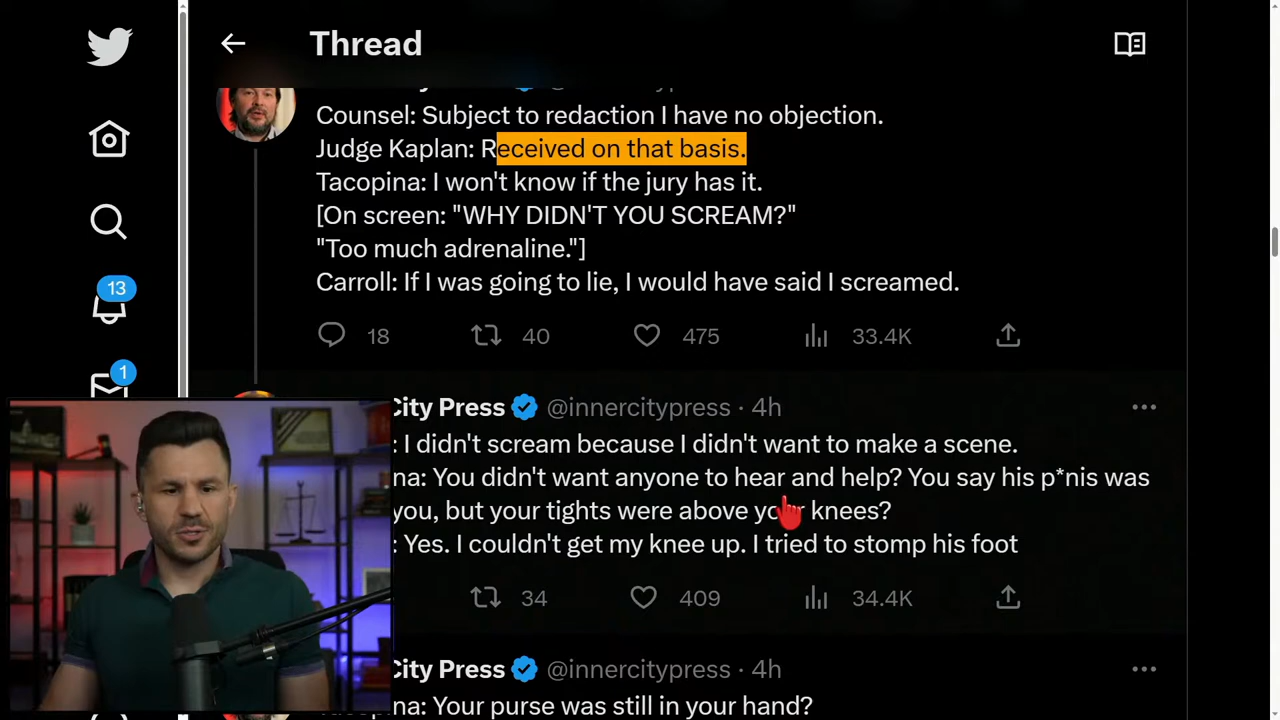 Thread
Counsel: Subject to redaction I have no objection.
Judge Kaplan: Received on that basis.
Tacopina: I won't know if the jury has it.
[On screen: "WHY DIDN'T YOU SCREAM?"
"Too much adrenaline."]
Carroll: If I was going to lie, I would have said I screamed.
13
18 40 475 33.4K
1
City Press @innercitypress · 4h
: I didn't scream because I didn't want to make a scene.
na: You didn't want anyone to hear and help? You say his p*nis was
you, but your tights were above your knees?
: Yes. I couldn't get my knee up. I tried to stomp his foot
34 409 34.4K
City Press @innercitypress · 4h
na: Your purse was still in your hand?